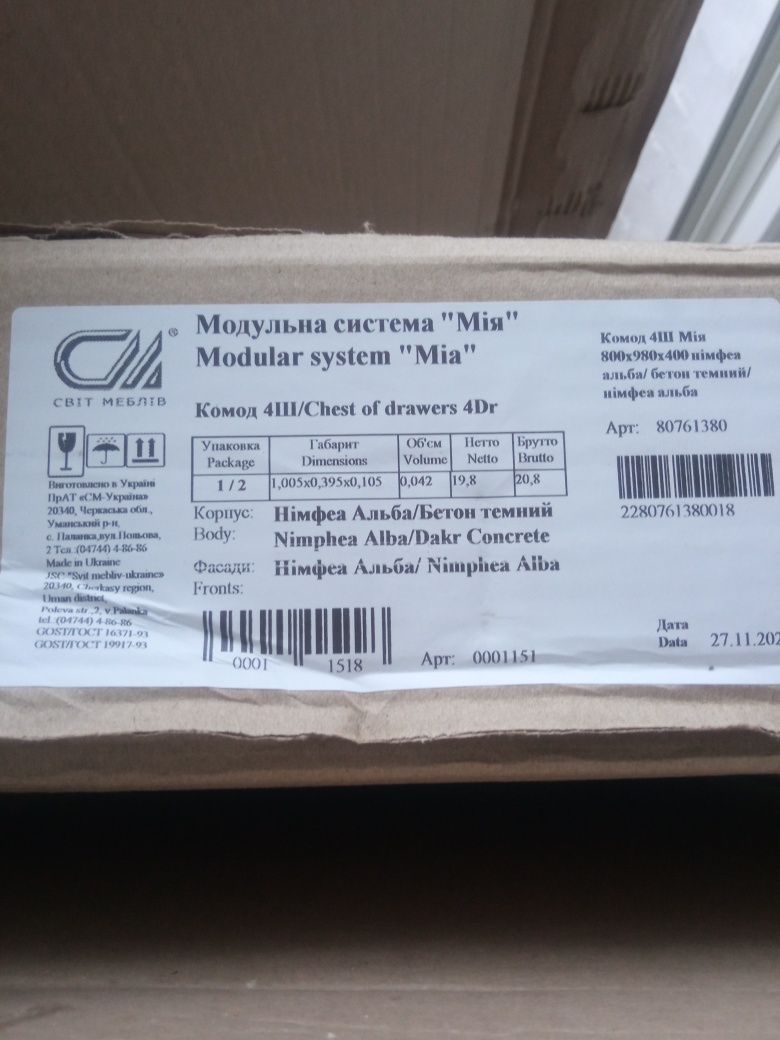 СМ®
СВІТ МЕБЛІВ
Модульна система "Мія"
Modular system "Mia"
Комод 4Ш/Chest of drawers 4Dr
Упаковка Габарит Об'єм Нетто Брутто
Package Dimensions Volume Netto Brutto
1 / 2 1,005x0,395x0,105 0,042 19,8 20,8
Корпус: Німфеа Альба/Бетон темний
Body: Nimphea Alba/Dakr Concrete
Фасади: Німфеа Альба/ Nimphea Alba
Fronts:
0001 1518
Арт: 0001151
Виготовлено в Україні
ПрАТ «СМ-Україна»
20340, Черкаська обл.,
Уманський р-н,
с. Паланка,вул.Польова,
2 Тел.:(04744) 4-86-86
Made in Ukraine
JSC "Svit mebliv-ukraine»
20340, Cherkasy region,
Uman district,
Poleva str.,2, v.Palanka
tel.:(04744) 4-86-86
GOST/ГОСТ 16371-93
GOST/ГОСТ 19917-93
Комод 4Ш Мія
800x980x400 німфеа
альба/ бетон темний/
німфеа альба
Арт: 80761380
2280761380018
Дата
Data 27.11.202